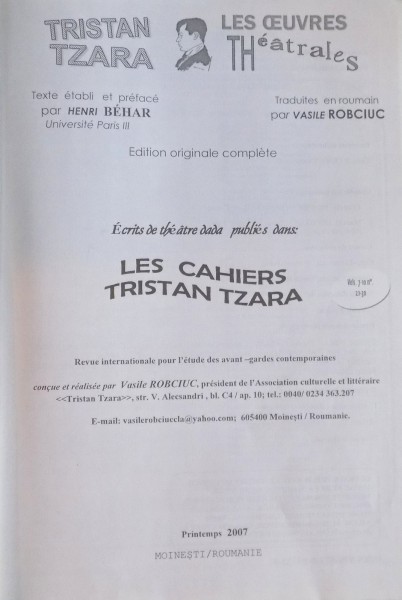 TRISTAN TZARA
LES ŒUVRES THéatrales
Texte établi et préfacé
par HENRI BÉHAR
Université Paris III
Traduites en roumain
par VASILE ROBCIUC
Edition originale complète
Écrits de théâtre dada publiés dans:
LES CAHIERS
TRISTAN TZARA
Revue internationale pour l'étude des avant –gardes contemporaines
conçue et réalisée par Vasile ROBCIUC, président de l'Association culturelle et littéraire
<<Tristan Tzara>>, str. V. Alecsandri , bl. C4 / ap. 10; tel.: 0040/ 0234 363.207
E-mail: vasilerobciuccla@yahoo.com; 605400 Moineşti / Roumanie.
Printemps 2007
MOINEŞTI/ROUMANIE